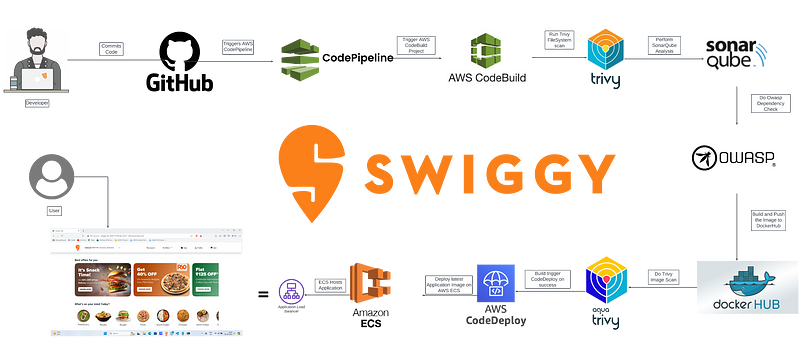 Commits
Code
Developer
GitHub
Triggers AWS
CodePipeline
CodePipeline
Trigger AWS
CodeBuild
Project
AWS CodeBuild
Run Trivy
FileSystem
scan
trivy
Perform
SonarQube
Analysis
sonar
qube
Do Owasp
Dependency
Check
OWASP
Build and Push
the Image to
DockerHub
docker HUB
Do Trivy
Image Scan
aqua
trivy
Build trigger
CodeDeploy on
success
AWS
CodeDeploy
Deploy latest
Application Image on
AWS ECS
Amazon
ECS
ECS Hosts
Application
Application Load
Balancer
=
SWIGGY
User
Best offers for you
It's Snack
Time!
Get
40% OFF
Flat
₹125 OFF*
What's on your mind Today?